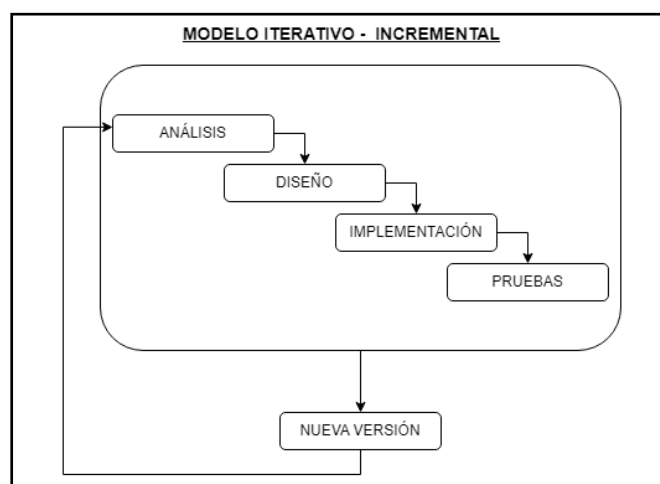 MODELO ITERATIVO - INCREMENTAL
ANÁLISIS
DISEÑO
IMPLEMENTACIÓN
PRUEBAS
NUEVA VERSIÓN